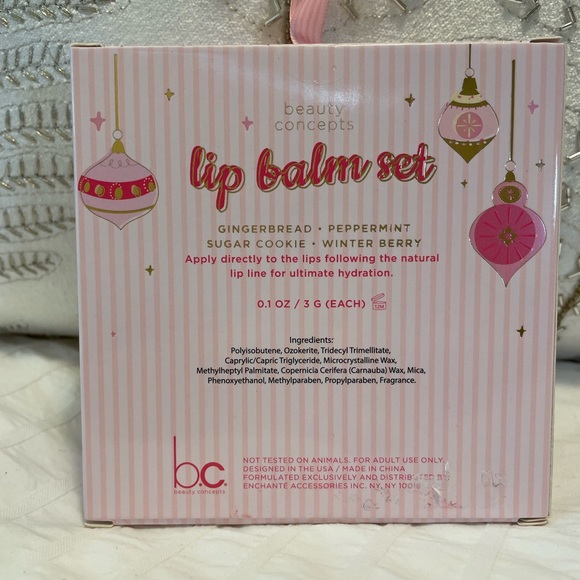 beauty
concepts
lip balm set
GINGERBREAD • PEPPERMINT
SUGAR COOKIE • WINTER BERRY
Apply directly to the lips following the natural
lip line for ultimate hydration.
0.1 OZ / 3 G (EACH) 12M
Ingredients:
Polyisobutene, Ozokerite, Tridecyl Trimellitate,
Caprylic/Capric Triglyceride, Microcrystalline Wax,
Methylheptyl Palmitate, Copernicia Cerifera (Carnauba) Wax, Mica,
Phenoxyethanol, Methylparaben, Propylparaben, Fragrance.
b.c.
beauty concepts
NOT TESTED ON ANIMALS. FOR ADULT USE ONLY.
DESIGNED IN THE USA / MADE IN CHINA
FORMULATED EXCLUSIVELY AND DISTRIBUTED BY
ENCHANTÉ ACCESSORIES INC. NY, NY 10016